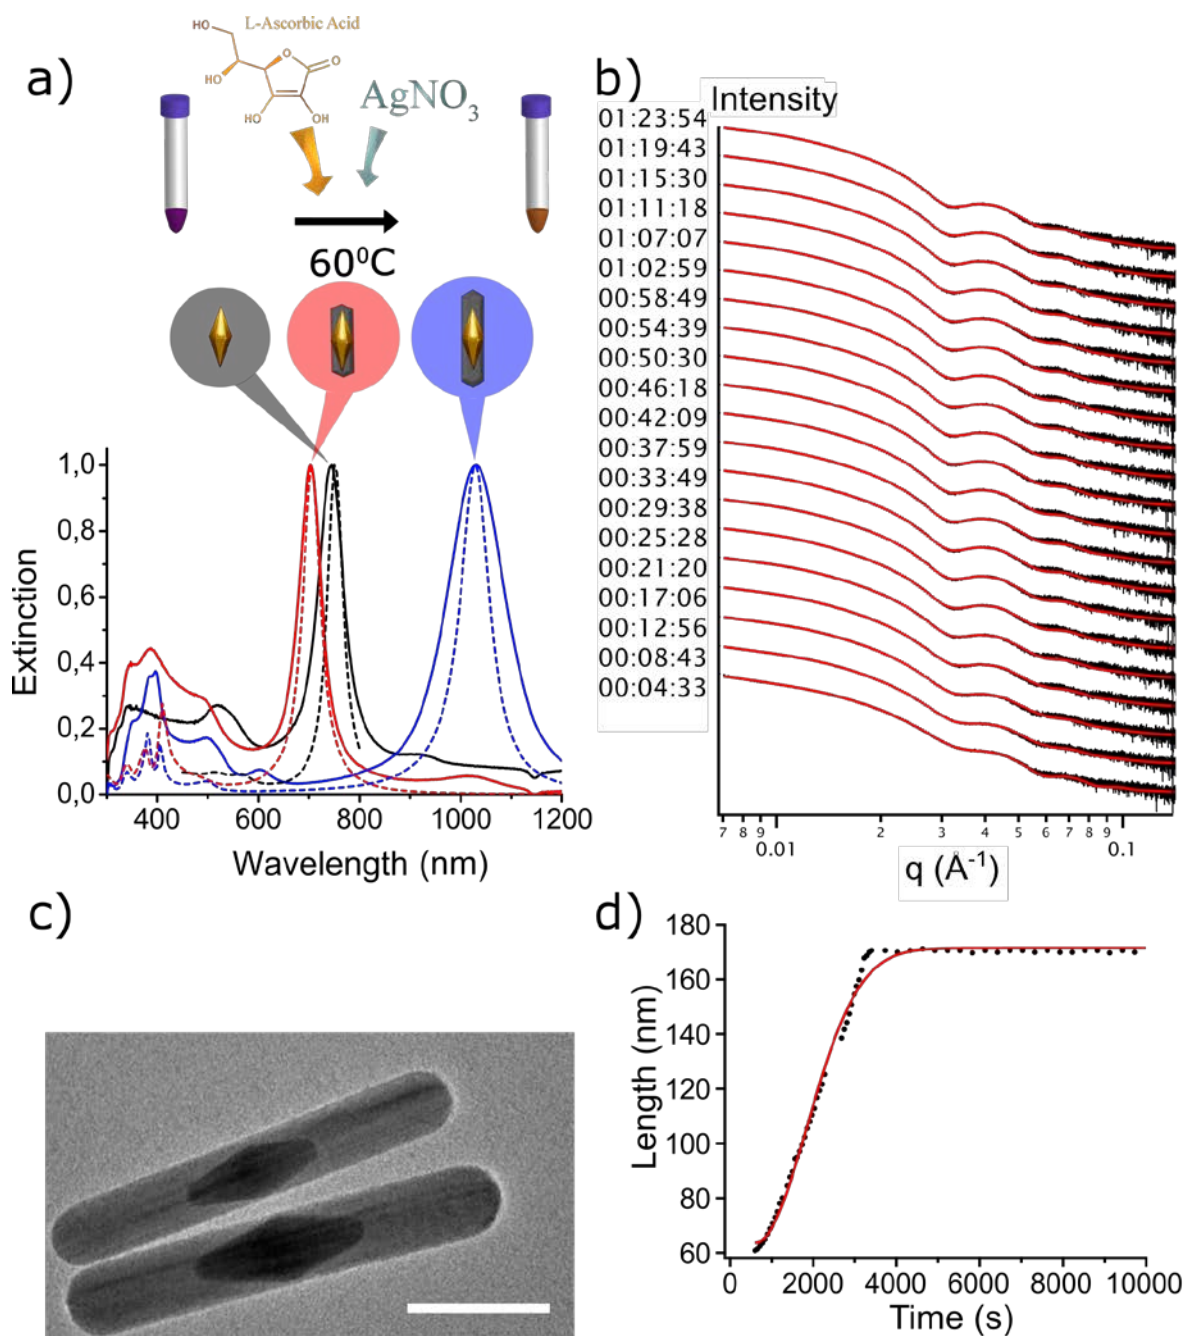 a)
L-Ascorbic Acid
HO
O
O
HO
HO
OH
AgNO3
60⁰C
1,0
0,8
0,6
0,4
0,2
0,0
Extinction
400
600
800
1000
1200
Wavelength (nm)
b)
Intensity
01:23:54
01:19:43
01:15:30
01:11:18
01:07:07
01:02:59
00:58:49
00:54:39
00:50:30
00:46:18
00:42:09
00:37:59
00:33:49
00:29:38
00:25:28
00:21:20
00:17:06
00:12:56
00:08:43
00:04:33
7 8 9 2 3 4 5 6 7 8 9
0.01 0.1
q (Å-1)
c)
d)
180
160
140
120
100
80
60
Length (nm)
0 2000 4000 6000 8000 10000
Time (s)